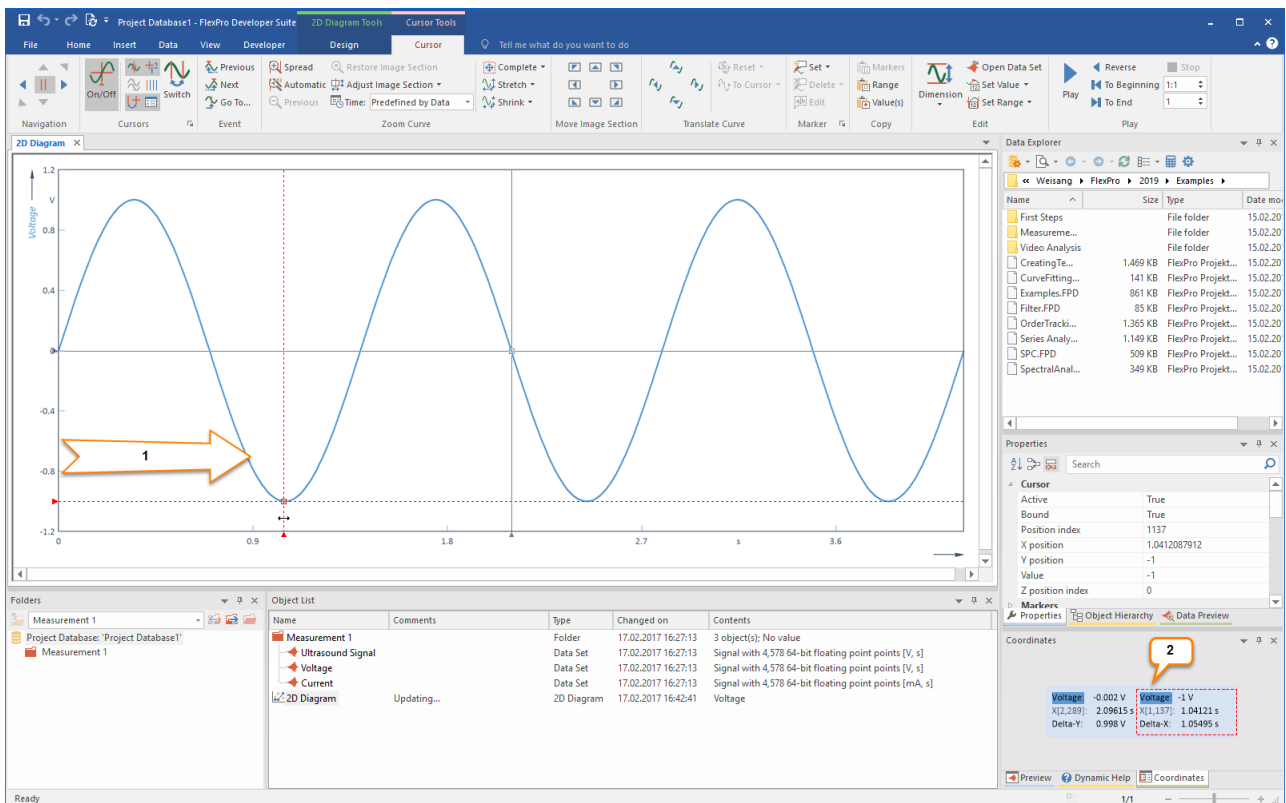 Project Database1 - FlexPro Developer Suite 2D Diagram Tools Cursor Tools
File Home Insert Data View Developer Design Cursor Tell me what do you want to do
On/Off Switch
Previous
Next
Go To...
Spread Restore Image Section
Automatic Adjust Image Section
Previous Time: Predefined by Data
Complete
Stretch
Shrink
Reset
To Cursor
Set
Delete
Edit
Markers
Range
Value(s)
Dimension
Open Data Set
Set Value
Set Range
Play
Reverse Stop
To Beginning 1:1
To End 1
Navigation Cursors Event Zoom Curve Move Image Section Translate Curve Marker Copy Edit Play
2D Diagram
1.2
V
Voltage
0.8
0.4
0
-0.4
-0.8
-1.2
1
0 0.9 1.8 2.7 s 3.6
Data Explorer
« Weisang FlexPro 2019 Examples
Name Size Type Date mo
First Steps File folder 15.02.20
Measureme... File folder 15.02.20
Video Analysis File folder 15.02.20
CreatingTe... 1.469 KB FlexPro Projekt... 15.02.20
CurveFitting... 141 KB FlexPro Projekt... 15.02.20
Examples.FPD 861 KB FlexPro Projekt... 15.02.20
Filter.FPD 85 KB FlexPro Projekt... 15.02.20
OrderTracki... 1.365 KB FlexPro Projekt... 15.02.20
Series Analy... 1.149 KB FlexPro Projekt... 15.02.20
SPC.FPD 509 KB FlexPro Projekt... 15.02.20
SpectralAnal... 349 KB FlexPro Projekt... 15.02.20
Properties
Search
Cursor
Active True
Bound True
Position index 1137
X position 1.0412087912
Y position -1
Value -1
Z position index 0
Markers
Properties Object Hierarchy Data Preview
Folders
Measurement 1
Project Database: 'Project Database1'
Measurement 1
Object List
Name Comments Type Changed on Contents
Measurement 1 Folder 17.02.2017 16:27:13 3 object(s); No value
Ultrasound Signal Data Set 17.02.2017 16:27:13 Signal with 4,578 64-bit floating point points [V, s]
Voltage Data Set 17.02.2017 16:27:13 Signal with 4,578 64-bit floating point points [V, s]
Current Data Set 17.02.2017 16:27:13 Signal with 4,578 64-bit floating point points [mA, s]
2D Diagram Updating... 2D Diagram 17.02.2017 16:42:41 Voltage
Coordinates
2
Voltage: -0.002 V Voltage: -1 V
X[2,289]: 2.09615 s X[1,137]: 1.04121 s
Delta-Y: 0.998 V Delta-X: 1.05495 s
Preview Dynamic Help Coordinates
Ready 1/1